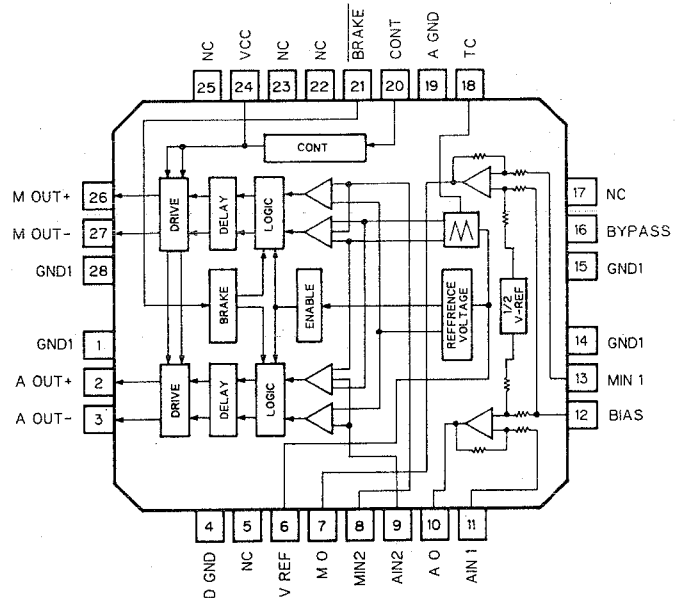 NC
VCC
NC
NC
BRAKE
CONT
A GND
TC
25
24
23
22
21
20
19
18
CONT
M OUT+
26
DRIVE
DELAY
LOGIC
17
NC
M OUT-
27
16
BYPASS
GND1
28
15
GND1
BRAKE
ENABLE
REFFRENCE
VOLTAGE
1/2
V-REF
GND1
1
14
GND1
A OUT+
2
DRIVE
DELAY
LOGIC
13
MIN 1
A OUT-
3
12
BIAS
4
5
6
7
8
9
10
11
D GND
NC
V REF
M O
MIN2
AIN2
A O
AIN 1